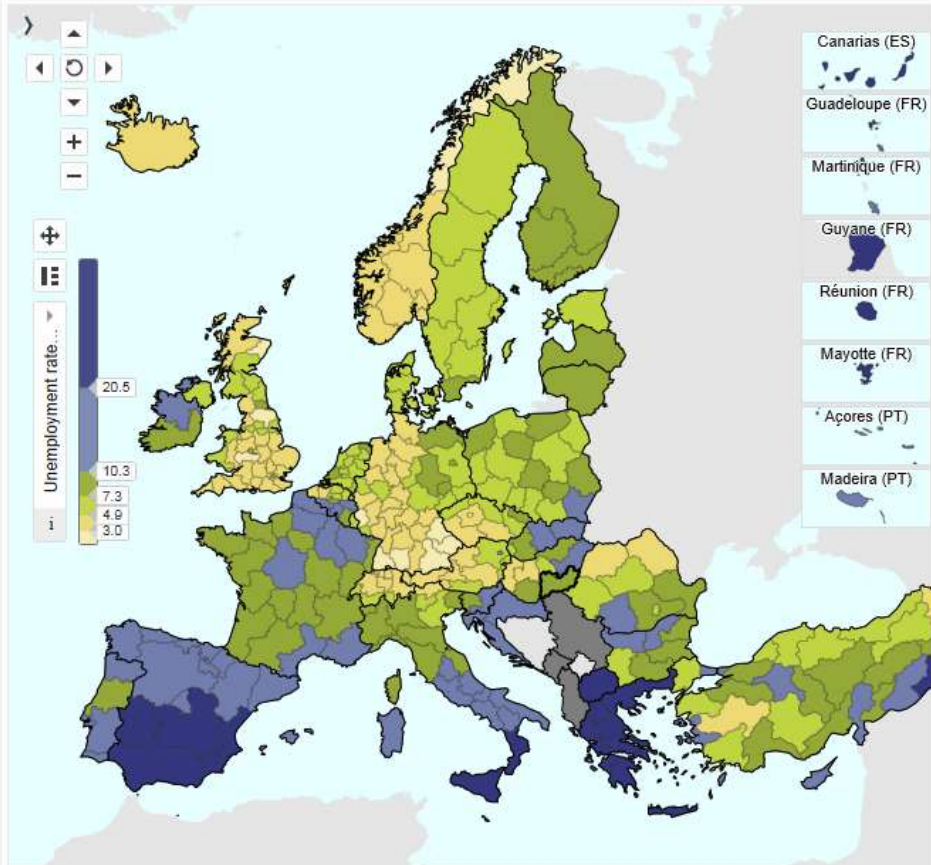 Canarias (ES)
Guadeloupe (FR)
Martinique (FR)
Guyane (FR)
Réunion (FR)
Mayotte (FR)
Açores (PT)
Madeira (PT)
Unemployment rate...
i
20.5
10.3
7.3
4.9
3.0